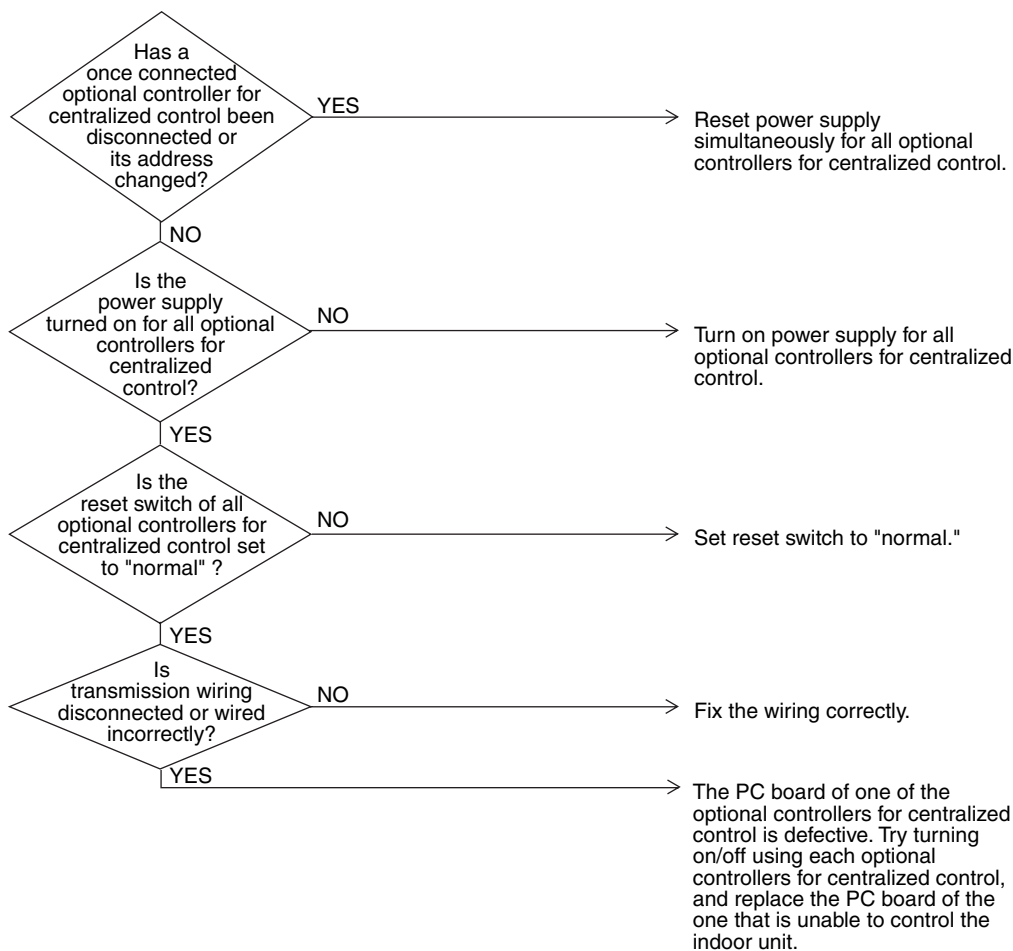 Has a
once connected
optional controller for
centralized control been
disconnected or
its address
changed?
YES
Reset power supply
simultaneously for all optional
controllers for centralized control.
NO
Is the
power supply
turned on for all optional
controllers for
centralized
control?
NO
Turn on power supply for all
optional controllers for centralized
control.
YES
Is the
reset switch of all
optional controllers for
centralized control set
to "normal" ?
NO
Set reset switch to "normal."
YES
Is
transmission wiring
disconnected or wired
incorrectly?
NO
Fix the wiring correctly.
YES
The PC board of one of the
optional controllers for centralized
control is defective. Try turning
on/off using each optional
controllers for centralized control,
and replace the PC board of the
one that is unable to control the
indoor unit.